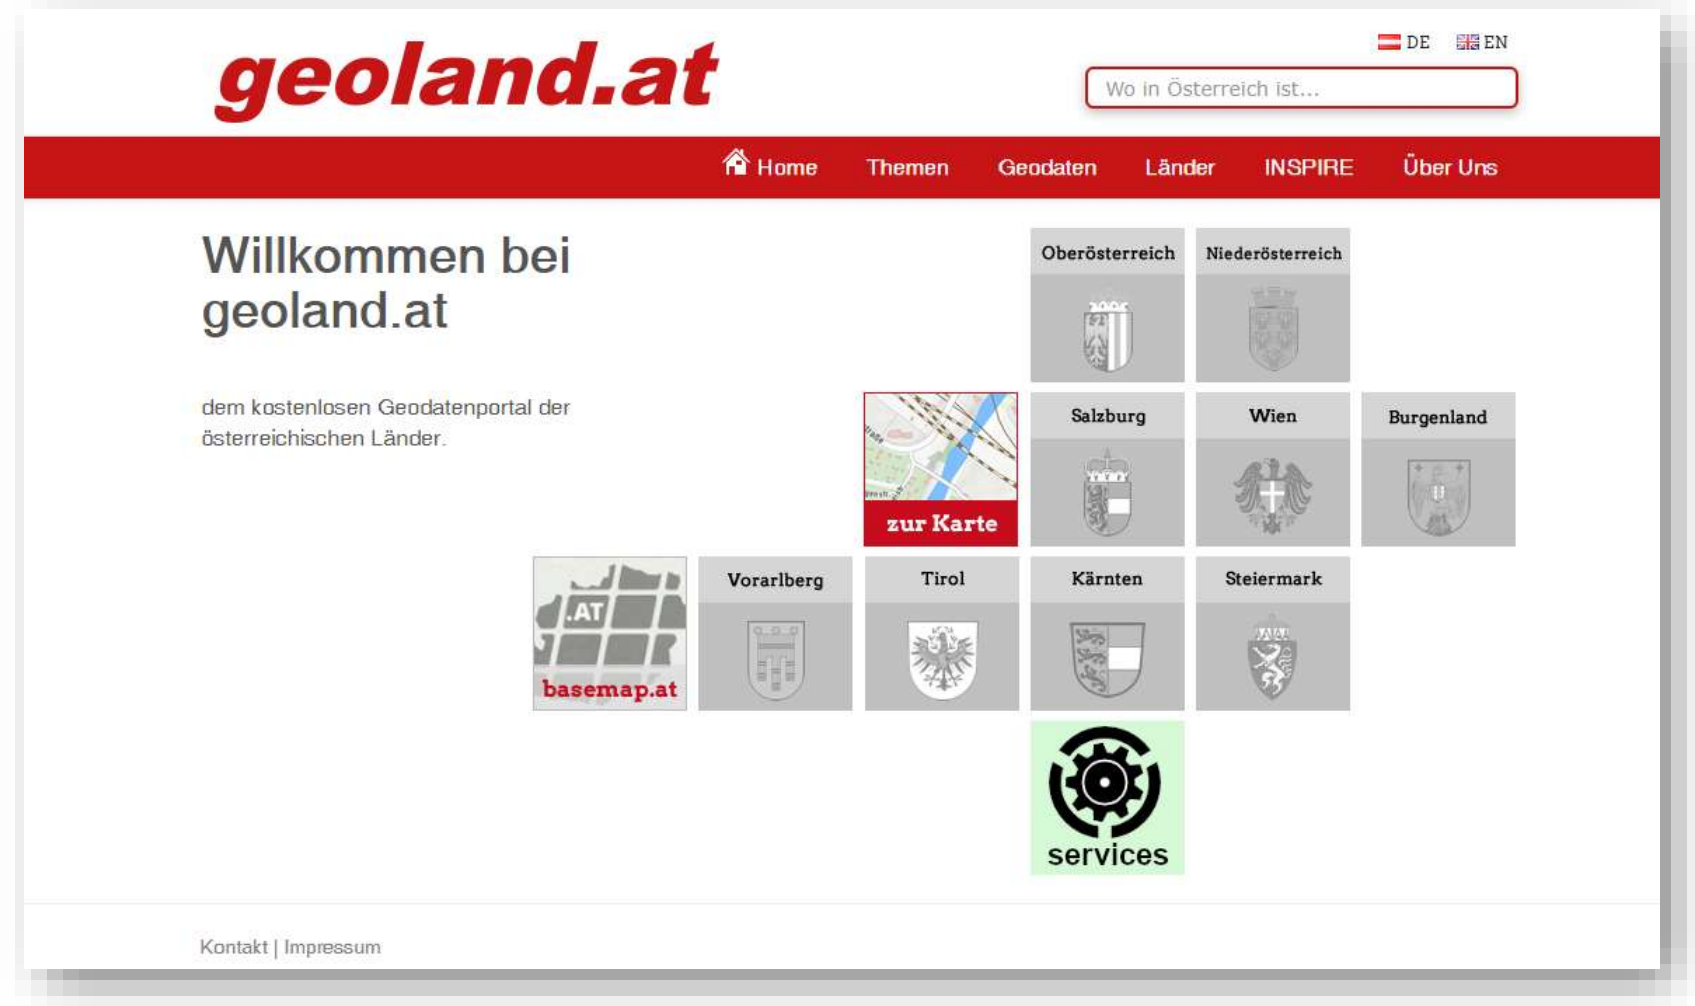 geoland.at
DE EN
Wo in Österreich ist...
Home Themen Geodaten Länder INSPIRE Über Uns
Willkommen bei
geoland.at
dem kostenlosen Geodatenportal der
österreichischen Länder.
Oberösterreich Niederösterreich
zur Karte
Salzburg Wien Burgenland
.AT
basemap.at
Vorarlberg Tirol Kärnten Steiermark
services
Kontakt | Impressum